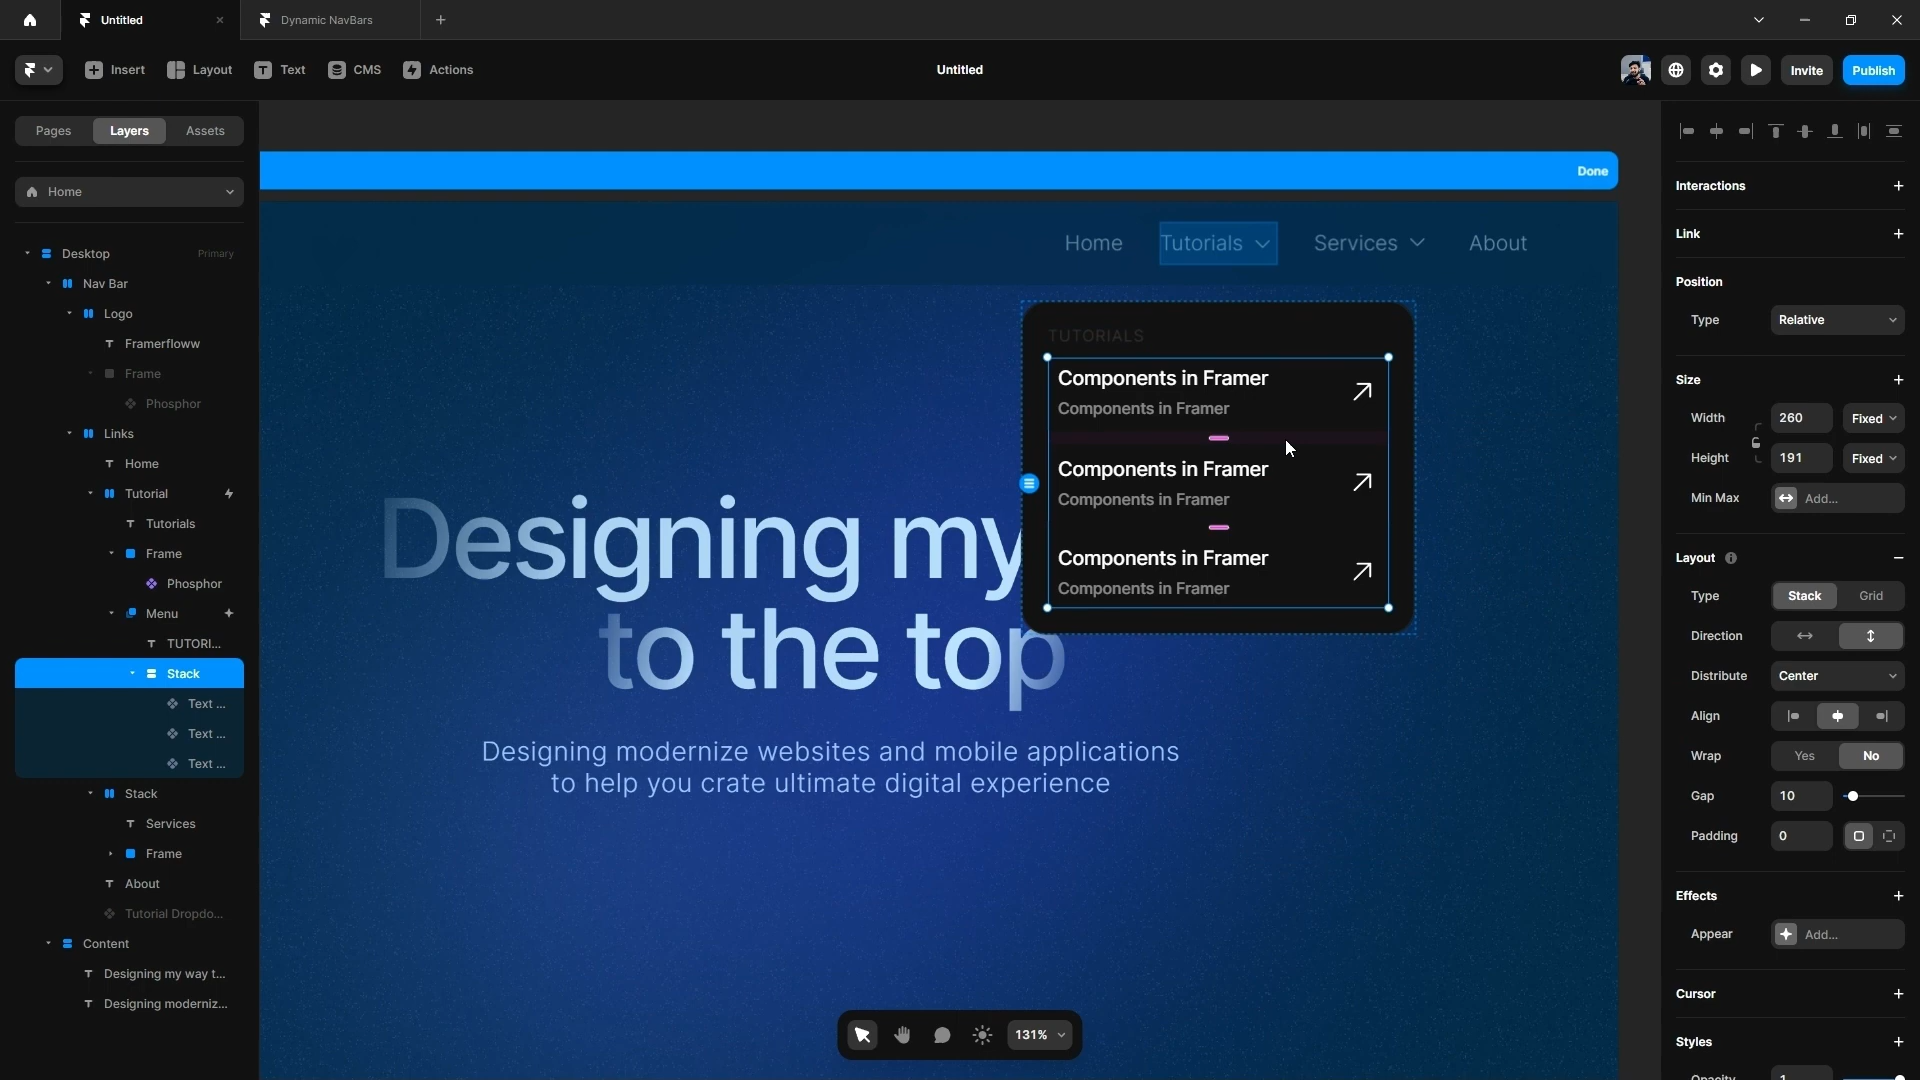 Untitled
Dynamic NavBars
Insert
Layout
Text
CMS
Actions
Untitled
Invite
Publish
Pages
Layers
Assets
Home
Desktop
Primary
Nav Bar
Logo
Framerfloww
Frame
Phosphor
Links
Home
Tutorial
Tutorials
Frame
Phosphor
Menu
TUTORI...
Stack
Text ...
Text ...
Text ...
Stack
Services
Frame
About
Tutorial Dropdo...
Content
Designing my way t...
Designing moderniz...
Done
Home
Tutorials
Services
About
TUTORIALS
Components in Framer
Components in Framer
Components in Framer
Components in Framer
Components in Framer
Components in Framer
Designing my
to the top
Designing modernize websites and mobile applications
to help you crate ultimate digital experience
131%
Interactions
Link
Position
Type
Relative
Size
Width
260
Fixed
Height
191
Fixed
Min Max
Add...
Layout
Type
Stack
Grid
Direction
Distribute
Center
Align
Wrap
Yes
No
Gap
10
Padding
0
Effects
Appear
Add...
Cursor
Styles
Opacity
1